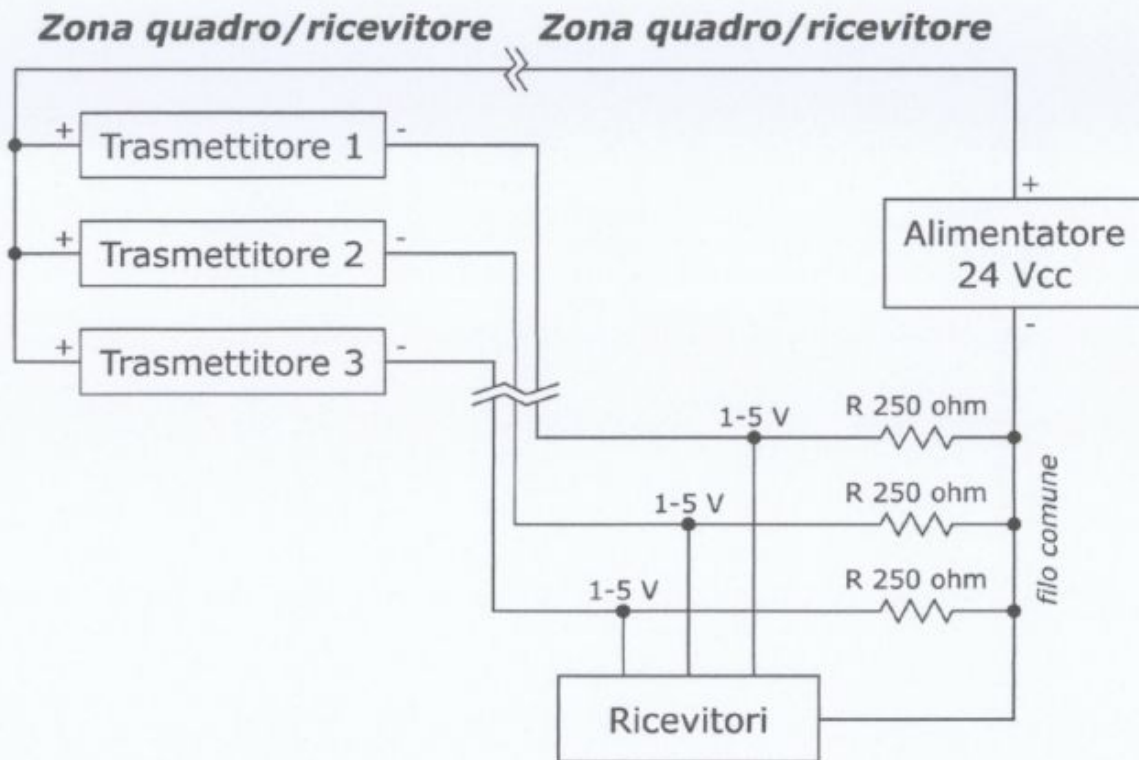 Zona quadro/ricevitore Zona quadro/ricevitore
+ Trasmettitore 1 -
+ Trasmettitore 2 -
+ Trasmettitore 3 -
+
Alimentatore
24 Vcc
-
1-5 V R 250 ohm
1-5 V R 250 ohm
1-5 V R 250 ohm
filo comune
Ricevitori